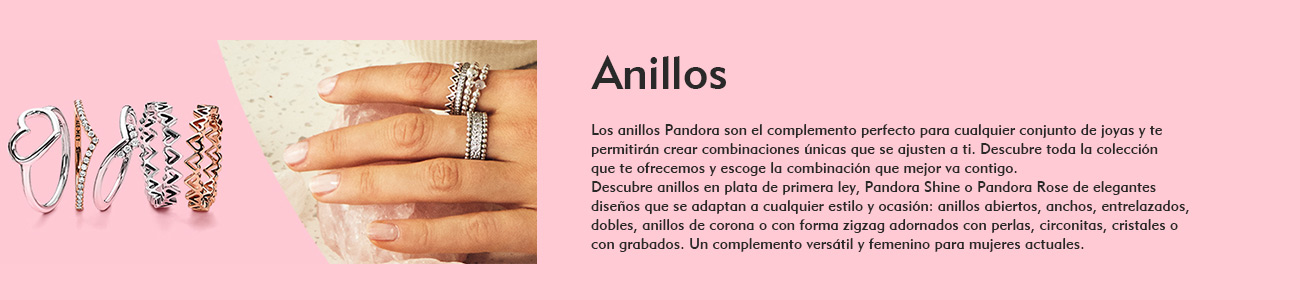 Anillos
Los anillos Pandora son el complemento perfecto para cualquier conjunto de joyas y te
permitirán crear combinaciones únicas que se ajusten a ti. Descubre toda la colección
que te ofrecemos y escoge la combinación que mejor va contigo.
Descubre anillos en plata de primera ley, Pandora Shine o Pandora Rose de elegantes
diseños que se adaptan a cualquier estilo y ocasión: anillos abiertos, anchos, entrelazados,
dobles, anillos de corona o con forma zigzag adornados con perlas, circonitas, cristales o
con grabados. Un complemento versátil y femenino para mujeres actuales.